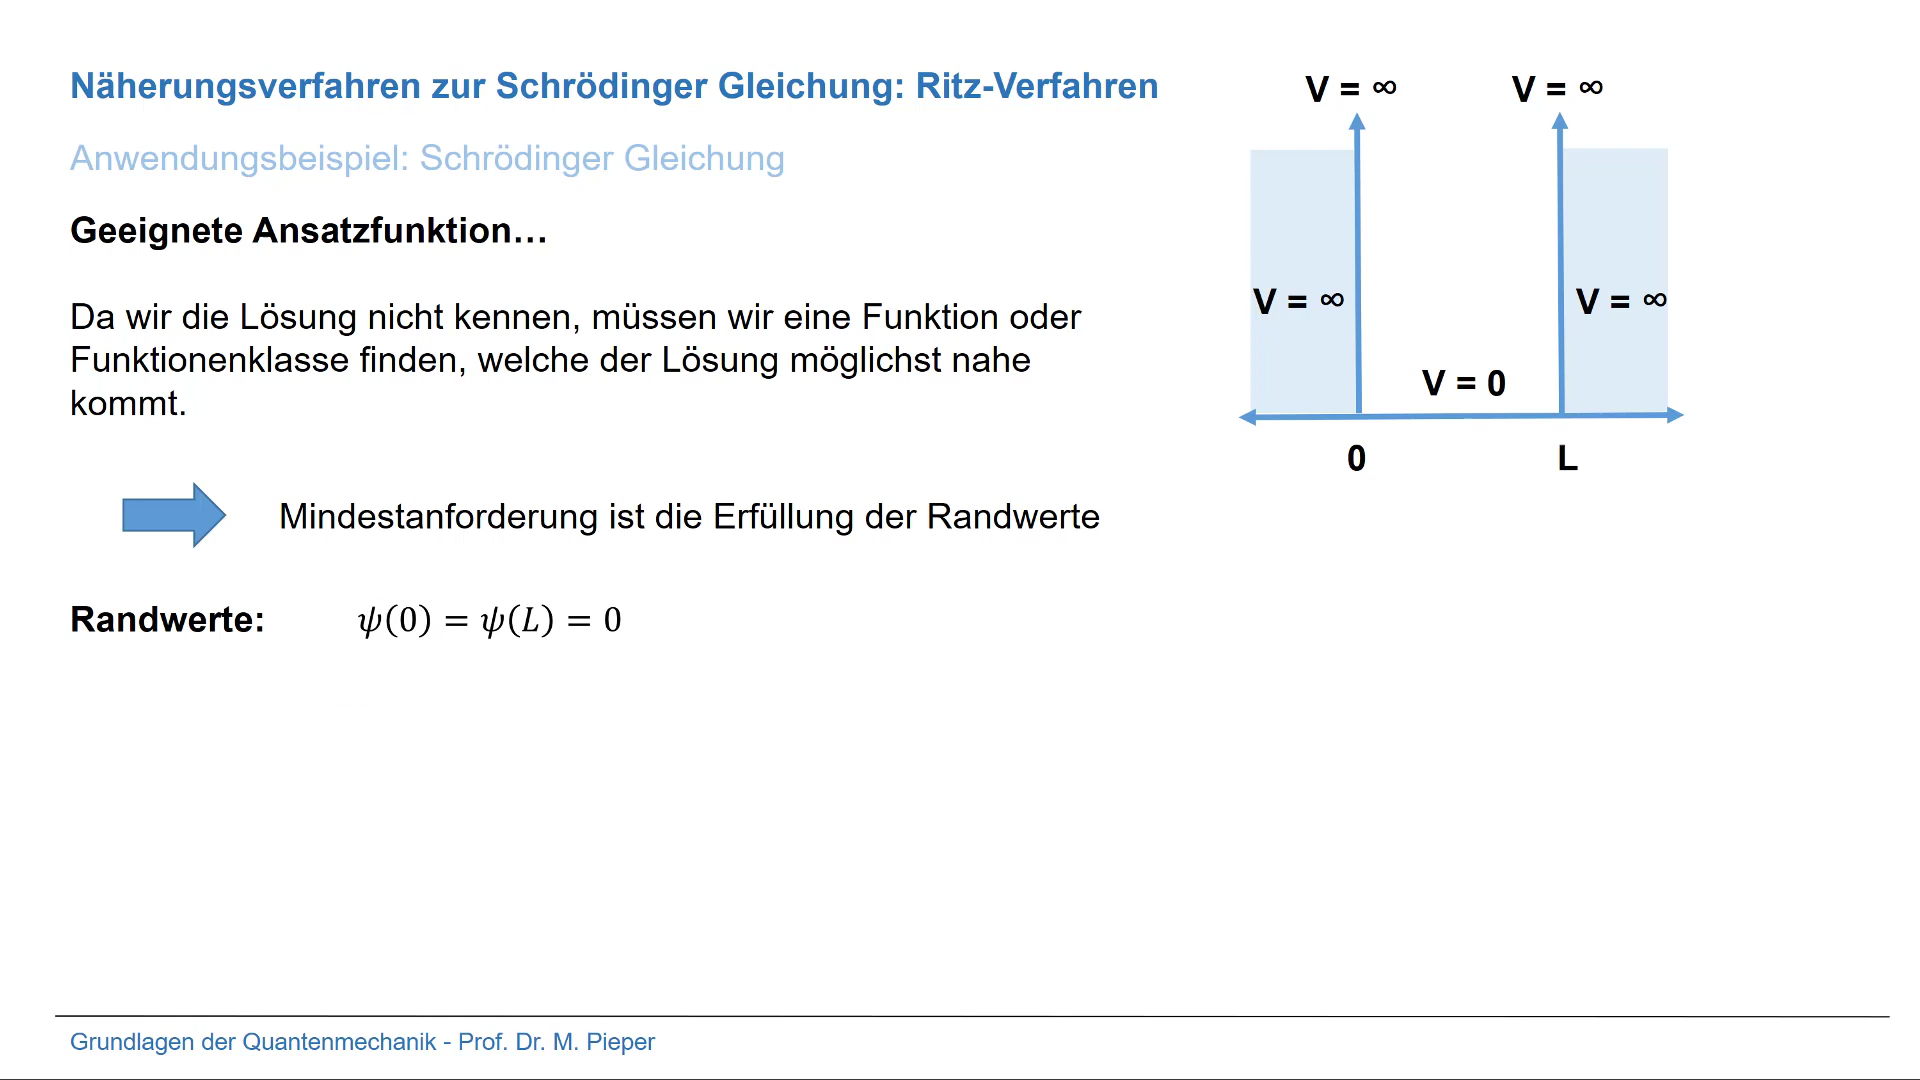 Näherungsverfahren zur Schrödinger Gleichung: Ritz-Verfahren
Anwendungsbeispiel: Schrödinger Gleichung
Geeignete Ansatzfunktion…
Da wir die Lösung nicht kennen, müssen wir eine Funktion oder
Funktionenklasse finden, welche der Lösung möglichst nahe
kommt.
Mindestanforderung ist die Erfüllung der Randwerte
Randwerte: ψ(0) = ψ(L) = 0
V = ∞ V = ∞
V = ∞ V = ∞
V = 0
0 L
Grundlagen der Quantenmechanik - Prof. Dr. M. Pieper